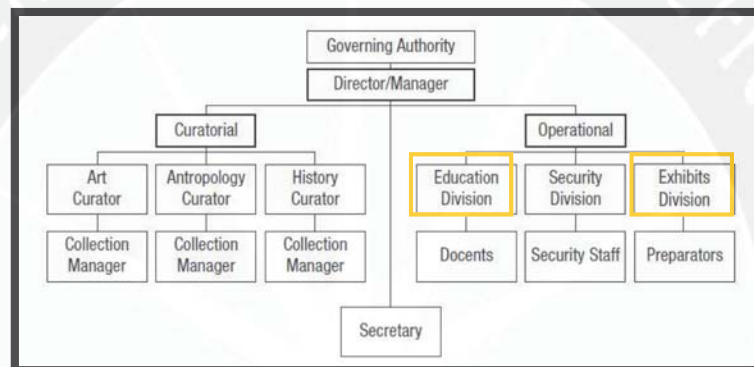 Governing Authority
Director/Manager
Curatorial
Operational
Art
Curator
Antropology
Curator
History
Curator
Education
Division
Security
Division
Exhibits
Division
Collection
Manager
Collection
Manager
Collection
Manager
Docents
Security Staff
Preparators
Secretary